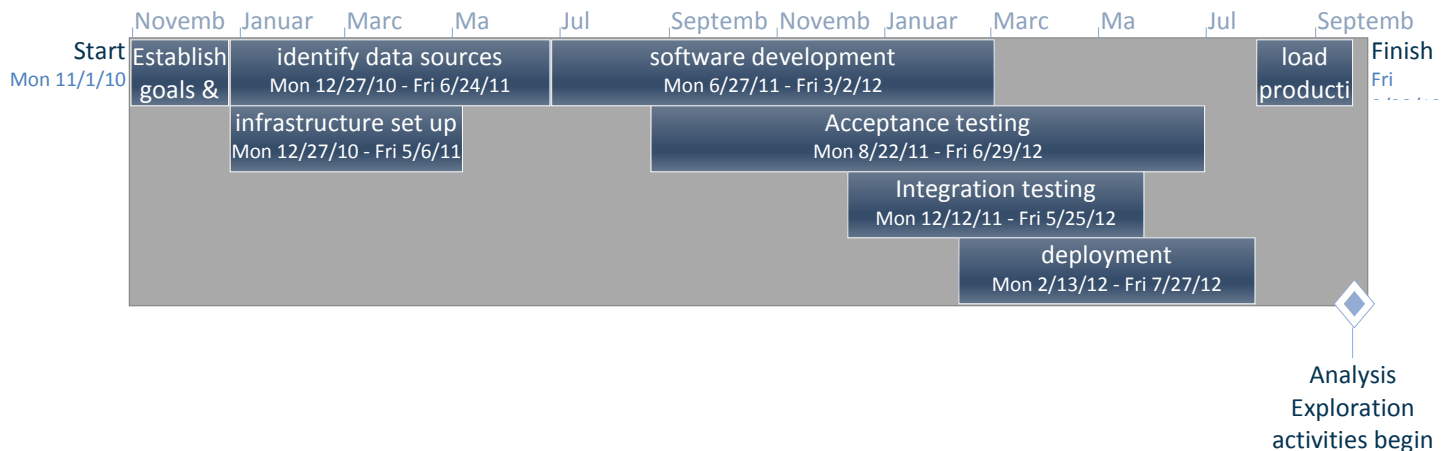 Novemb Januar Marc Ma Jul Septemb Novemb Januar Marc Ma Jul Septemb
Start
Mon 11/1/10
Establish
goals &
identify data sources
Mon 12/27/10 - Fri 6/24/11
software development
Mon 6/27/11 - Fri 3/2/12
load
producti
Finish
Fri
infrastructure set up
Mon 12/27/10 - Fri 5/6/11
Acceptance testing
Mon 8/22/11 - Fri 6/29/12
Integration testing
Mon 12/12/11 - Fri 5/25/12
deployment
Mon 2/13/12 - Fri 7/27/12
Analysis
Exploration
activities begin